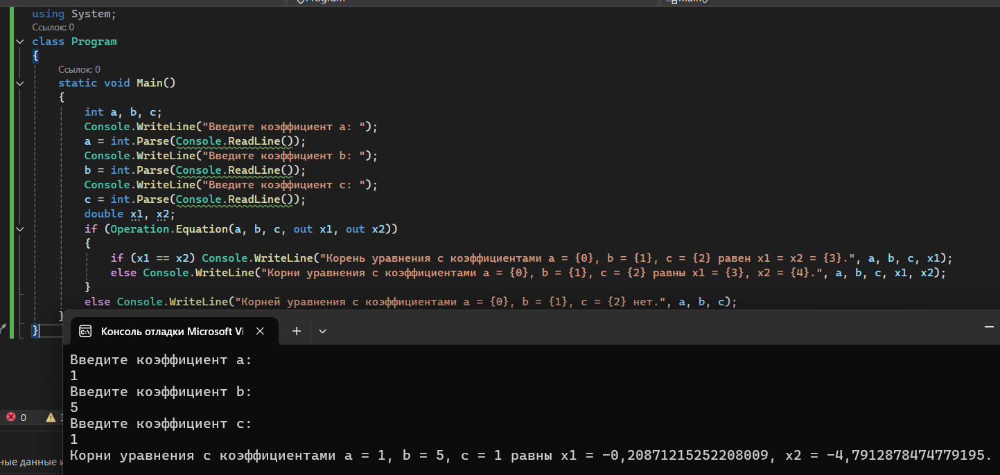 Program
Main()
using System;
Ссылок: 0
class Program
{
Ссылок: 0
static void Main()
{
int a, b, c;
Console.WriteLine("Введите коэффициент a: ");
a = int.Parse(Console.ReadLine());
Console.WriteLine("Введите коэффициент b: ");
b = int.Parse(Console.ReadLine());
Console.WriteLine("Введите коэффициент c: ");
c = int.Parse(Console.ReadLine());
double x1, x2;
if (Operation.Equation(a, b, c, out x1, out x2))
{
if (x1 == x2) Console.WriteLine("Корень уравнения с коэффициентами a = {0}, b = {1}, c = {2} равен x1 = x2 = {3}.", a, b, c, x1);
else Console.WriteLine("Корни уравнения с коэффициентами a = {0}, b = {1}, c = {2} равны x1 = {3}, x2 = {4}.", a, b, c, x1, x2);
}
else Console.WriteLine("Корней уравнения с коэффициентами a = {0}, b = {1}, c = {2} нет.", a, b, c);
}
}
Консоль отладки Microsoft Vi
Введите коэффициент a:
1
Введите коэффициент b:
5
Введите коэффициент c:
1
Корни уравнения с коэффициентами a = 1, b = 5, c = 1 равны x1 = -0,20871215252208009, x2 = -4,7912878474779195.
0
ные данные